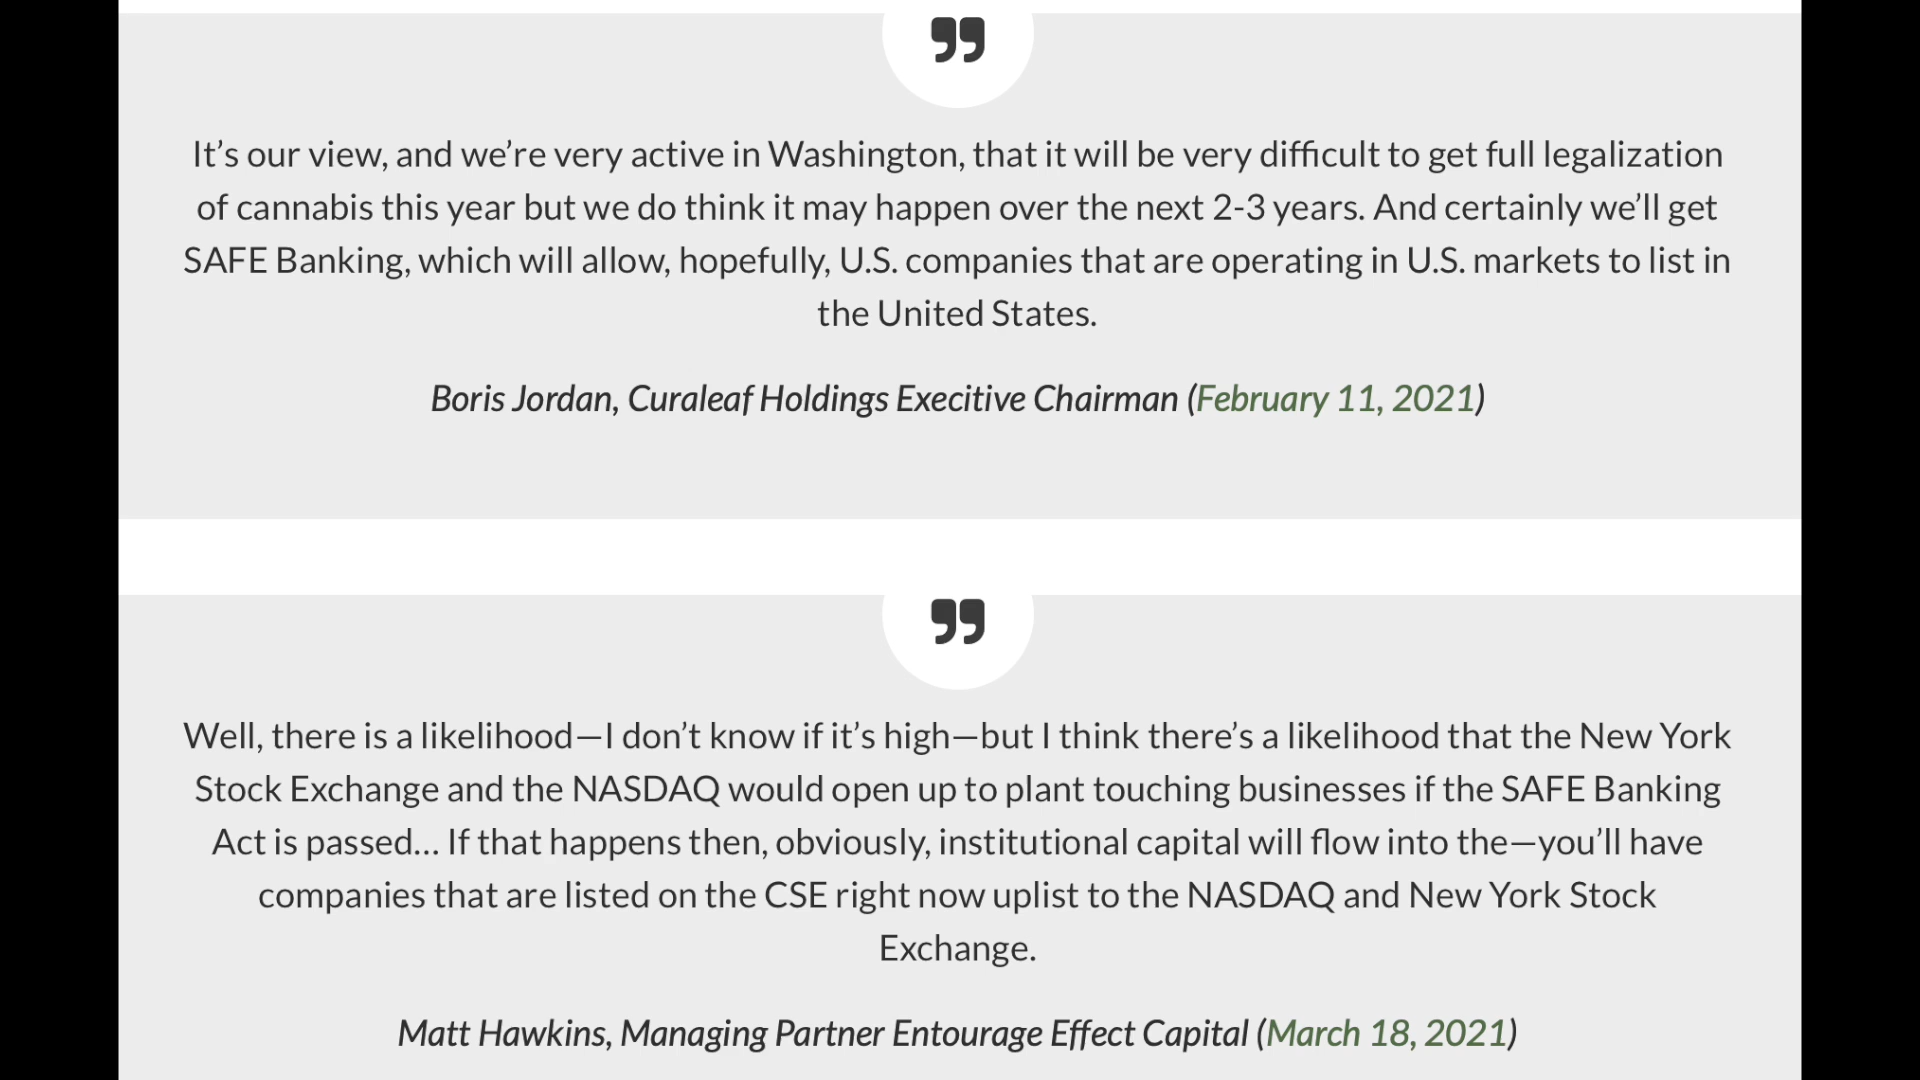 ”
It’s our view, and we’re very active in Washington, that it will be very difficult to get full legalization
of cannabis this year but we do think it may happen over the next 2-3 years. And certainly we’ll get
SAFE Banking, which will allow, hopefully, U.S. companies that are operating in U.S. markets to list in
the United States.
Boris Jordan, Curaleaf Holdings Execitive Chairman (February 11, 2021)
”
Well, there is a likelihood—I don’t know if it’s high—but I think there’s a likelihood that the New York
Stock Exchange and the NASDAQ would open up to plant touching businesses if the SAFE Banking
Act is passed… If that happens then, obviously, institutional capital will flow into the—you’ll have
companies that are listed on the CSE right now uplist to the NASDAQ and New York Stock
Exchange.
Matt Hawkins, Managing Partner Entourage Effect Capital (March 18, 2021)